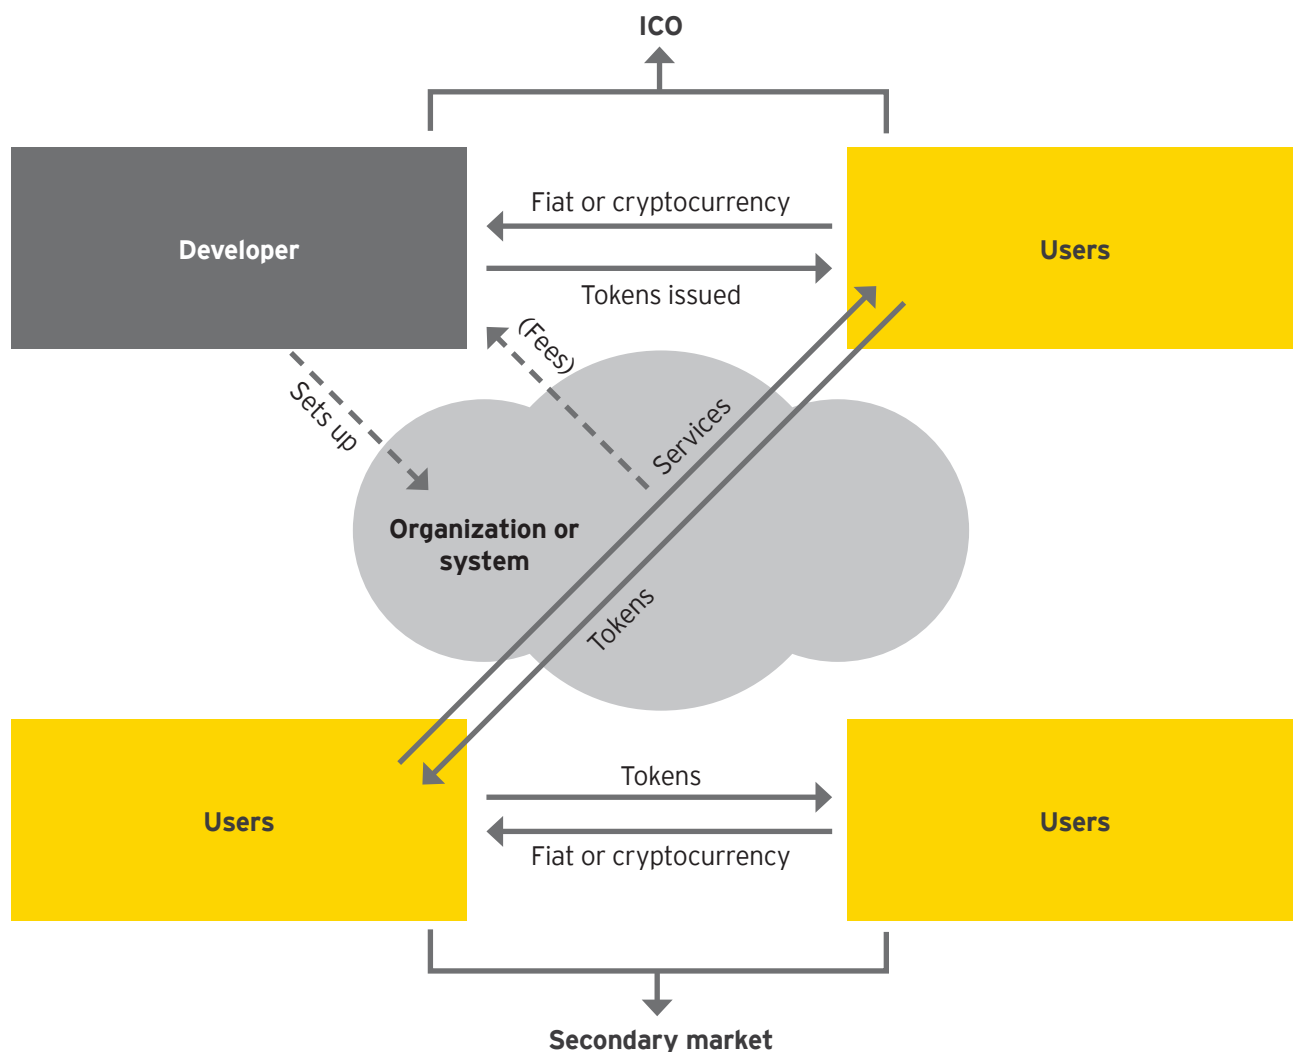 ICO
Developer
Fiat or cryptocurrency
Tokens issued
Users
Sets up
(Fees)
Services
Organization or
system
Tokens
Users
Tokens
Fiat or cryptocurrency
Users
Secondary market